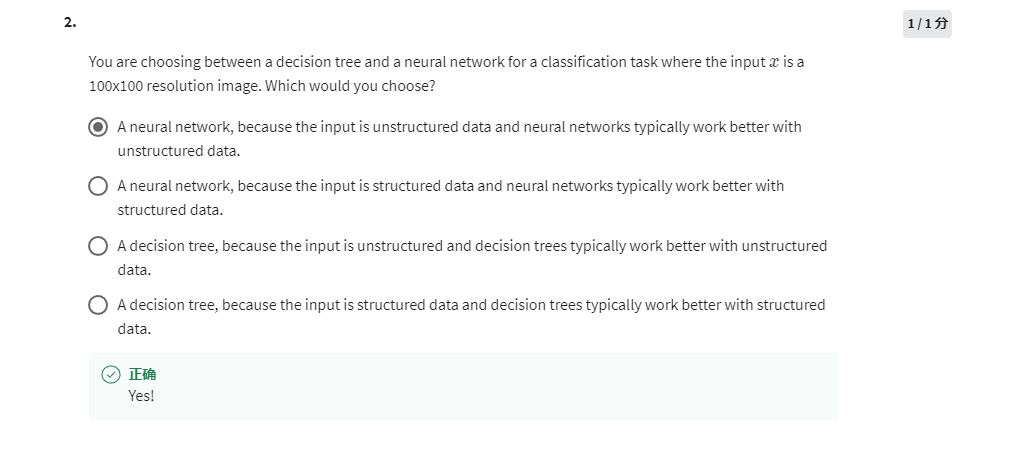 2.
1/1分
You are choosing between a decision tree and a neural network for a classification task where the input x is a
100x100 resolution image. Which would you choose?
A neural network, because the input is unstructured data and neural networks typically work better with
unstructured data.
A neural network, because the input is structured data and neural networks typically work better with
structured data.
A decision tree, because the input is unstructured and decision trees typically work better with unstructured
data.
A decision tree, because the input is structured data and decision trees typically work better with structured
data.
正确
Yes!